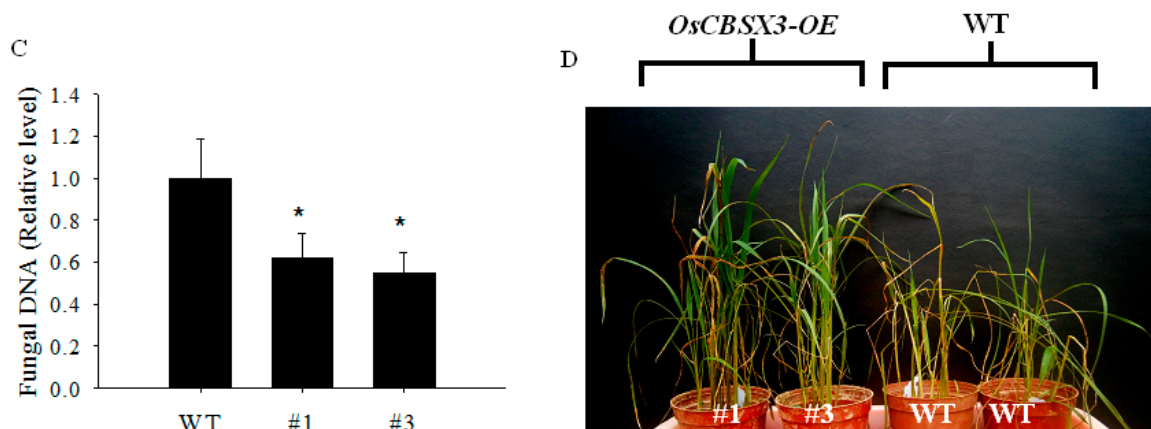 C
Fungal DNA (Relative level)
1.4
1.2
1.0
0.8
0.6
0.4
0.2
0.0
*
*
WT
#1
#3
D
OsCBSX3-OE
WT
#1
#3
WT
WT